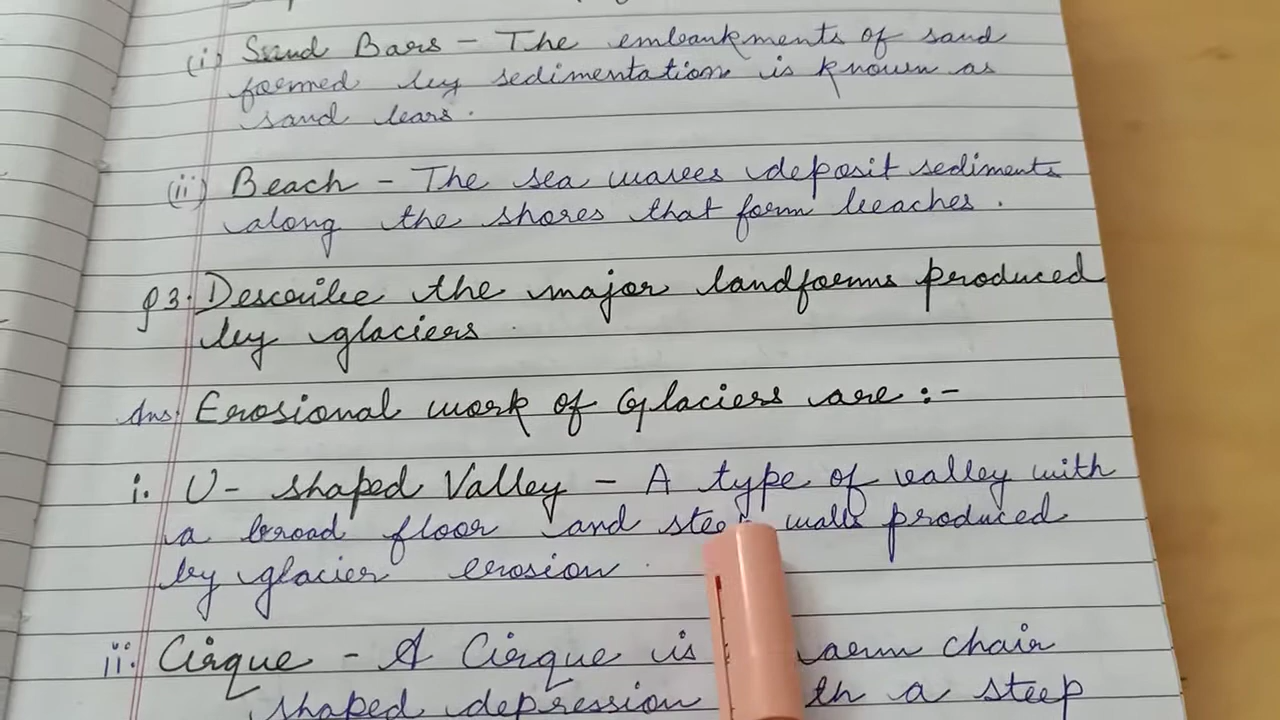 (i) Sand Bars - The embankments of sand
formed by sedimentation is known as
sand bars.
(ii) Beach - The sea waves deposit sediments
along the shores that form beaches.
Q3. Describe the major landforms produced
by glaciers.
Ans. Erosional work of Glaciers are :-
i. U- shaped Valley - A type of valley with
a broad floor and steep walls produced
by glacier erosion.
ii. Cirque - A Cirque is arm chair
shaped depression a steep